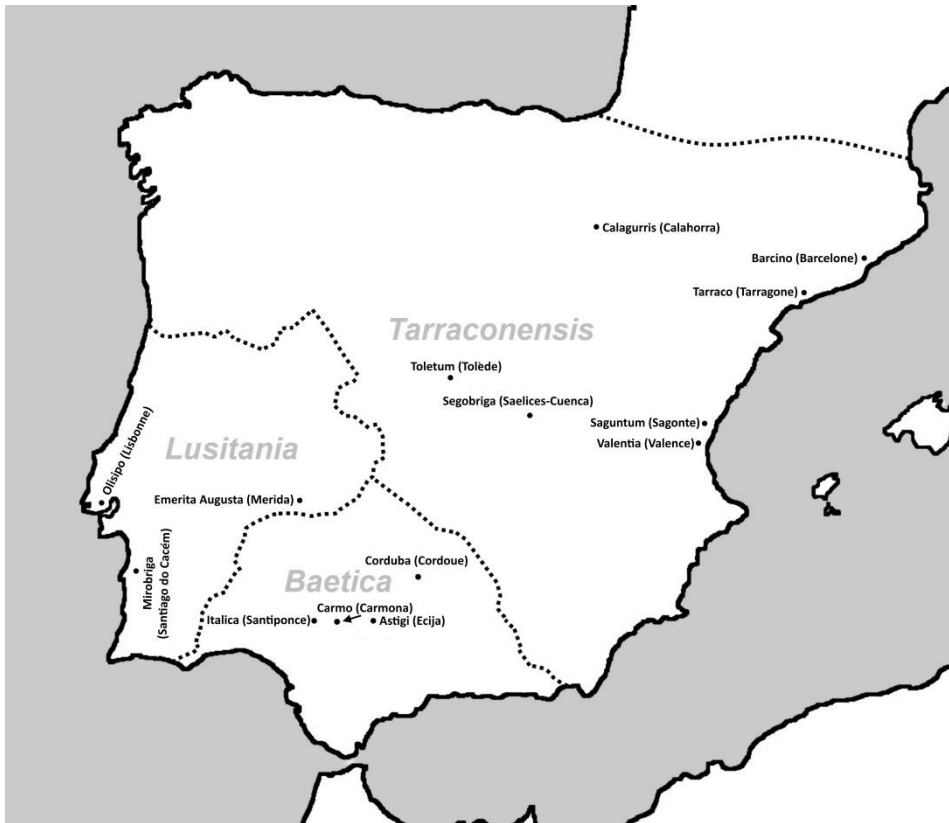 Calagurris (Calahorra)
Barcino (Barcelone)
Tarraco (Tarragone)
Tarraconensis
Toletum (Tolède)
Segobriga (Saelices-Cuenca)
Saguntum (Sagonte)
Valentia (Valence)
Olisipo (Lisbonne)
Lusitania
Emerita Augusta (Merida)
Mirobriga
(Santiago do Cacém)
Corduba (Cordoue)
Baetica
Carmo (Carmona)
Italica (Santiponce)
Astigi (Ecija)